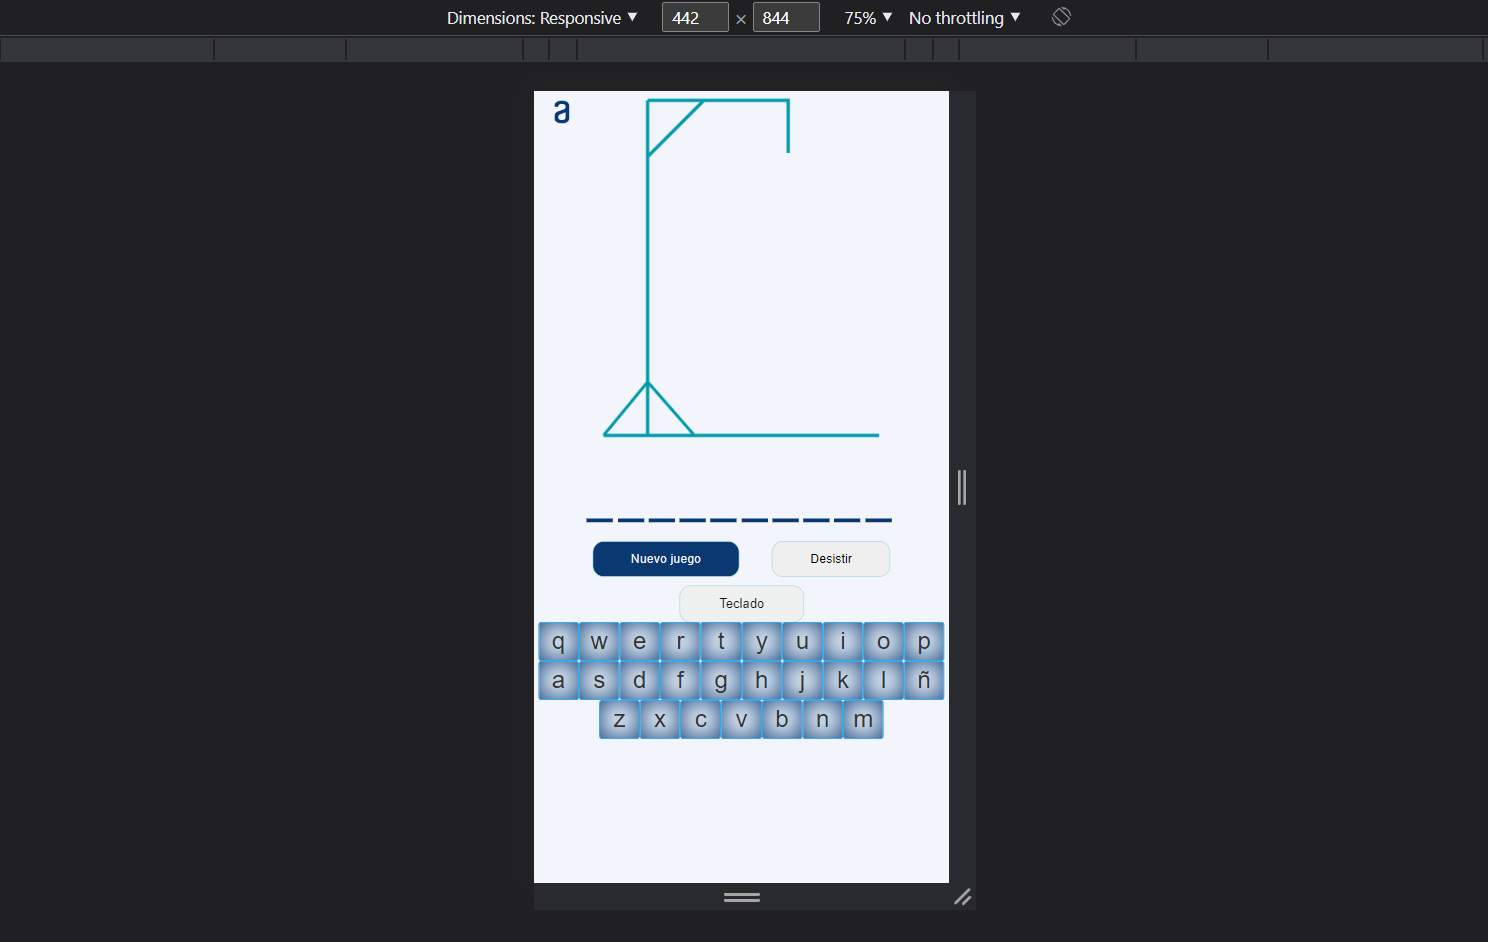 Dimensions: Responsive 442 × 844 75% No throttling
a
Nuevo juego Desistir
Teclado
q w e r t y u i o p
a s d f g h j k l ñ
z x c v b n m